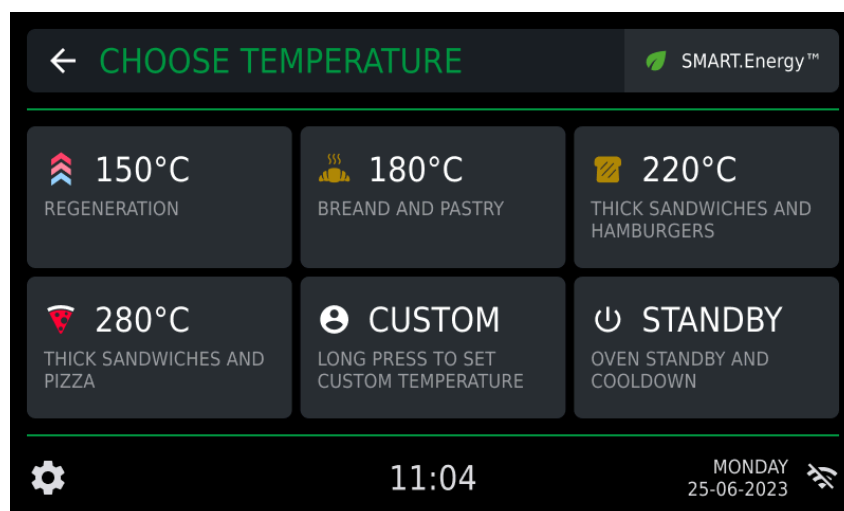 CHOOSE TEMPERATURE
SMART.Energy™
150°C
REGENERATION
180°C
BREAND AND PASTRY
220°C
THICK SANDWICHES AND
HAMBURGERS
280°C
THICK SANDWICHES AND
PIZZA
CUSTOM
LONG PRESS TO SET
CUSTOM TEMPERATURE
STANDBY
OVEN STANDBY AND
COOLDOWN
11:04
MONDAY
25-06-2023